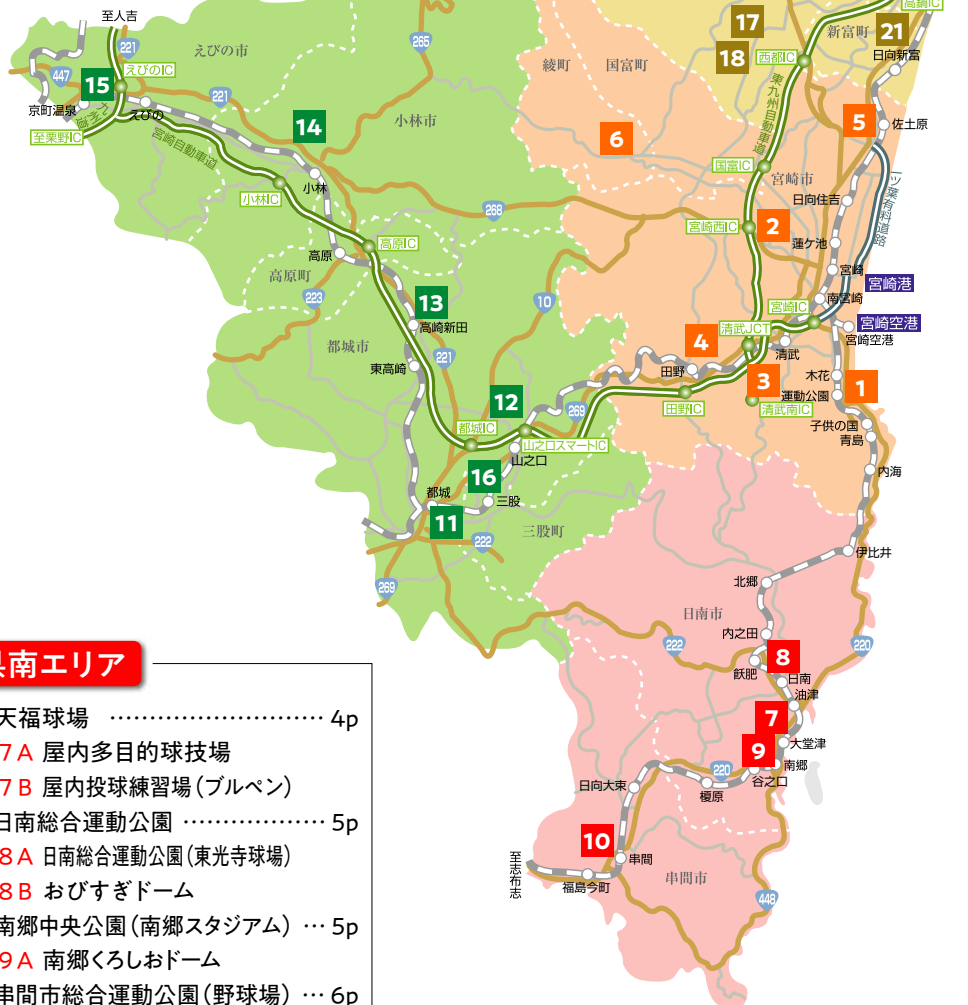 至人吉
221
えびの市
265
17
高鍋IC
新富町
21
日向新富
18
西都IC
綾町
国富町
えびのIC
447
15
京町温泉
えびの
九州道
至栗野IC
221
宮崎自動車道
14
小林市
小林
小林IC
6
東九州自動車道
5
佐土原
国富IC
宮崎市
日向住吉
一ツ葉有料道路
268
宮崎西IC
2
蓮ケ池
宮崎
宮崎港
高原IC
高原
高原町
223
南宮崎
宮崎IC
宮崎空港
宮崎空港
10
13
高崎新田
都城市
221
東高崎
清武JCT
清武
4
田野
3
田野IC
清武南IC
木花
運動公園
1
子供の国
青島
内海
12
269
都城IC
山之口スマートIC
山之口
16
都城
11
三股
三股町
222
269
伊比井
北郷
日南市
内之田
222
220
飫肥
8
日南
油津
7
大堂津
9
南郷
谷之口
220
榎原
日向大束
10
串間
至志布志
福島今町
串間市
448
県南エリア
天福球場 ………………………… 4p
7A 屋内多目的球技場
7B 屋内投球練習場（ブルペン）
日南総合運動公園 ……………… 5p
8A 日南総合運動公園（東光寺球場）
8B おびすぎドーム
南郷中央公園（南郷スタジアム） … 5p
9A 南郷くろしおドーム
串間市総合運動公園（野球場） … 6p